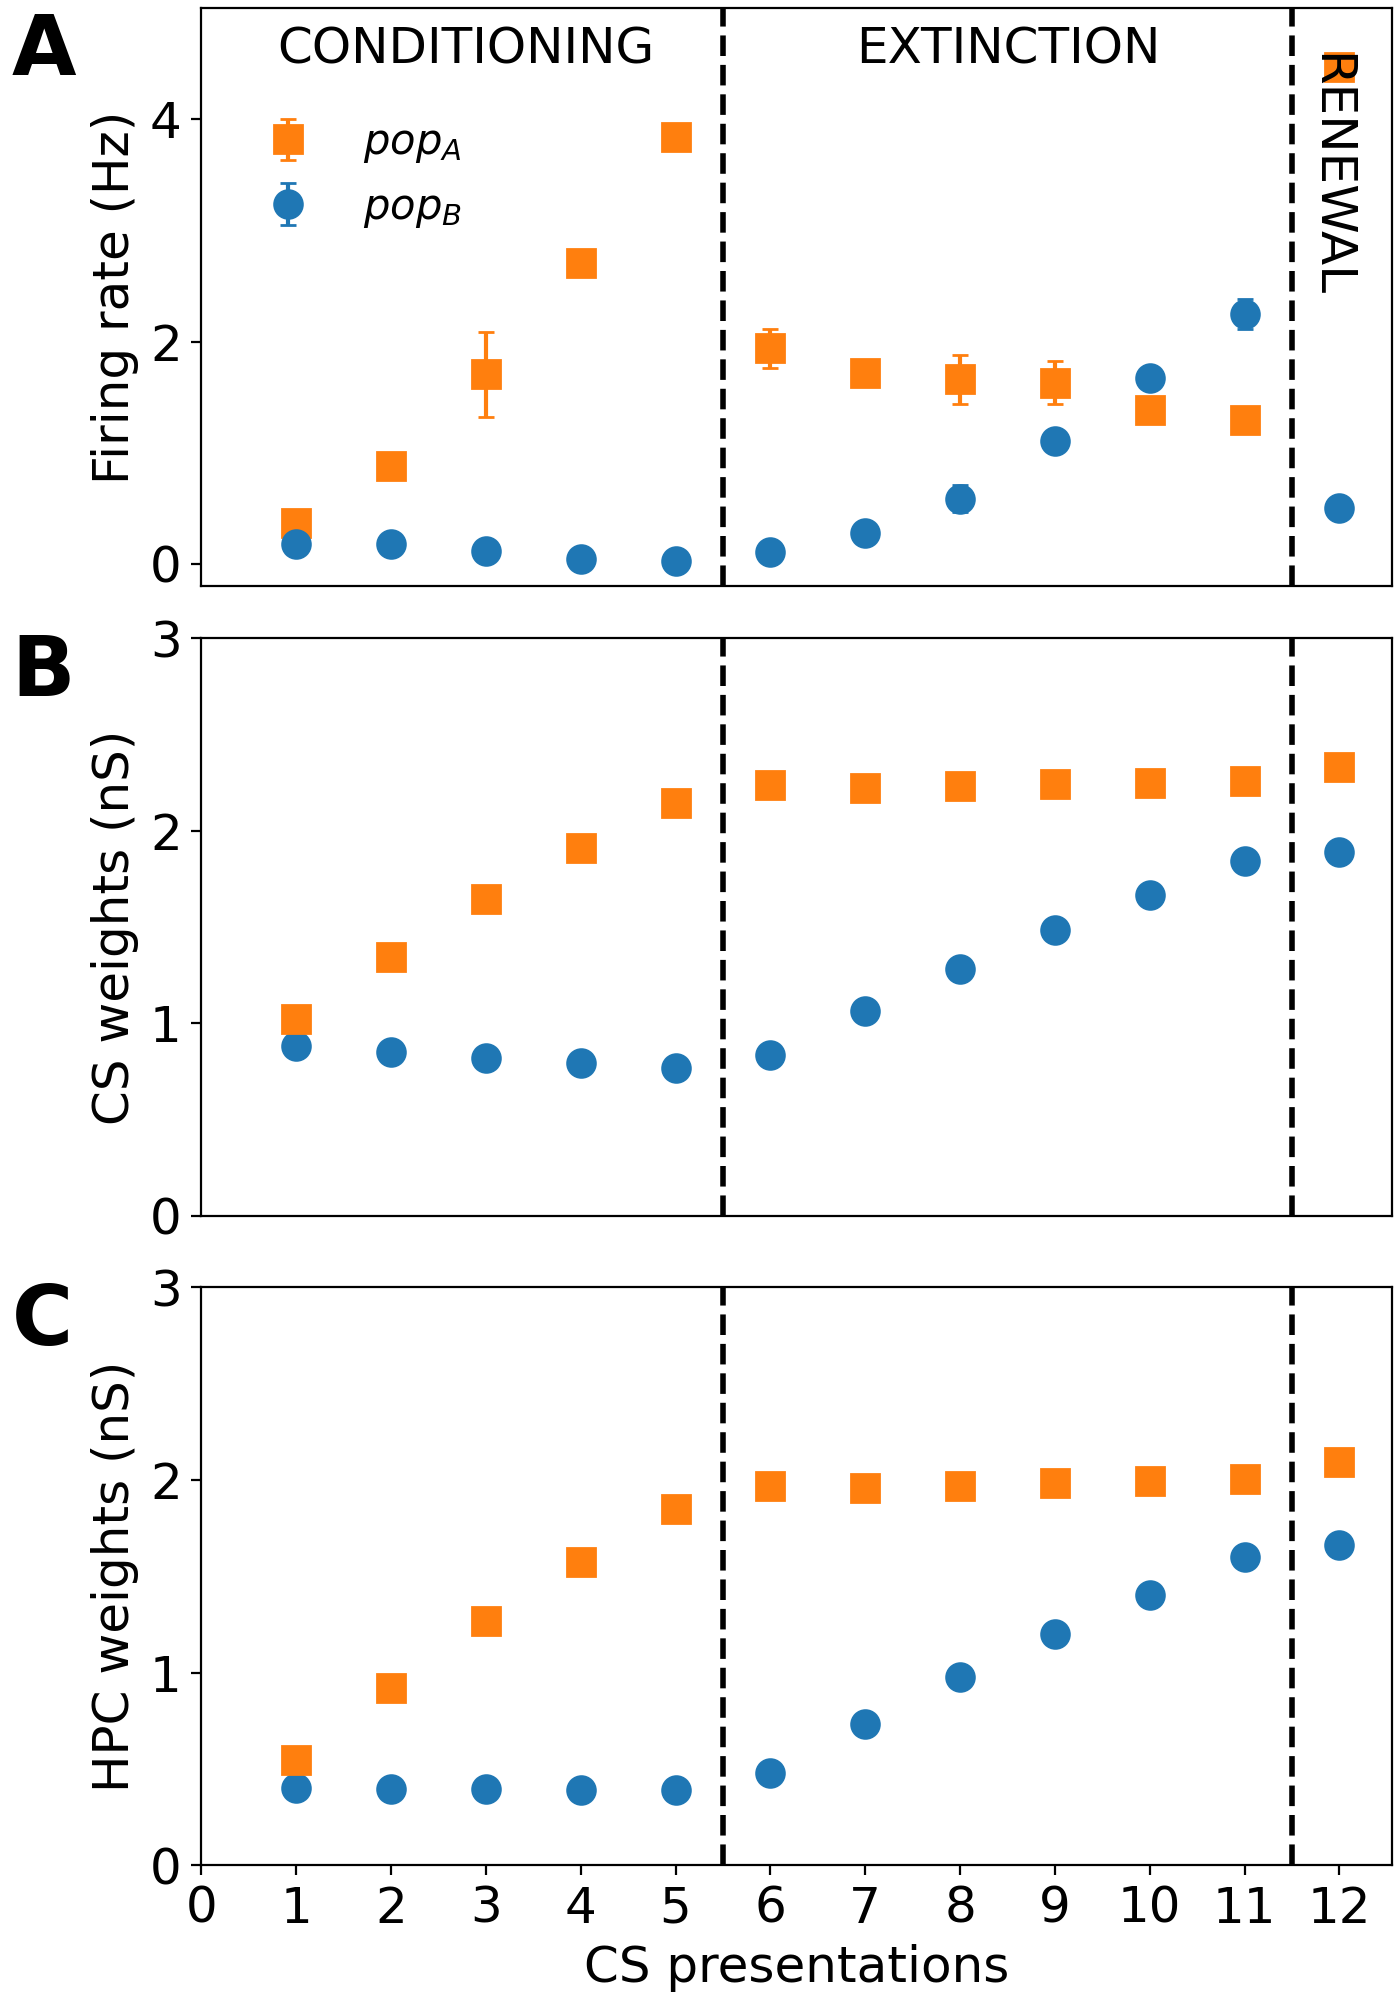 A
CONDITIONING
EXTINCTION
RENEWAL
pop_A
pop_B
Firing rate (Hz)
4
2
0
B
CS weights (nS)
3
2
1
0
C
HPC weights (nS)
3
2
1
0
0 1 2 3 4 5 6 7 8 9 10 11 12
CS presentations